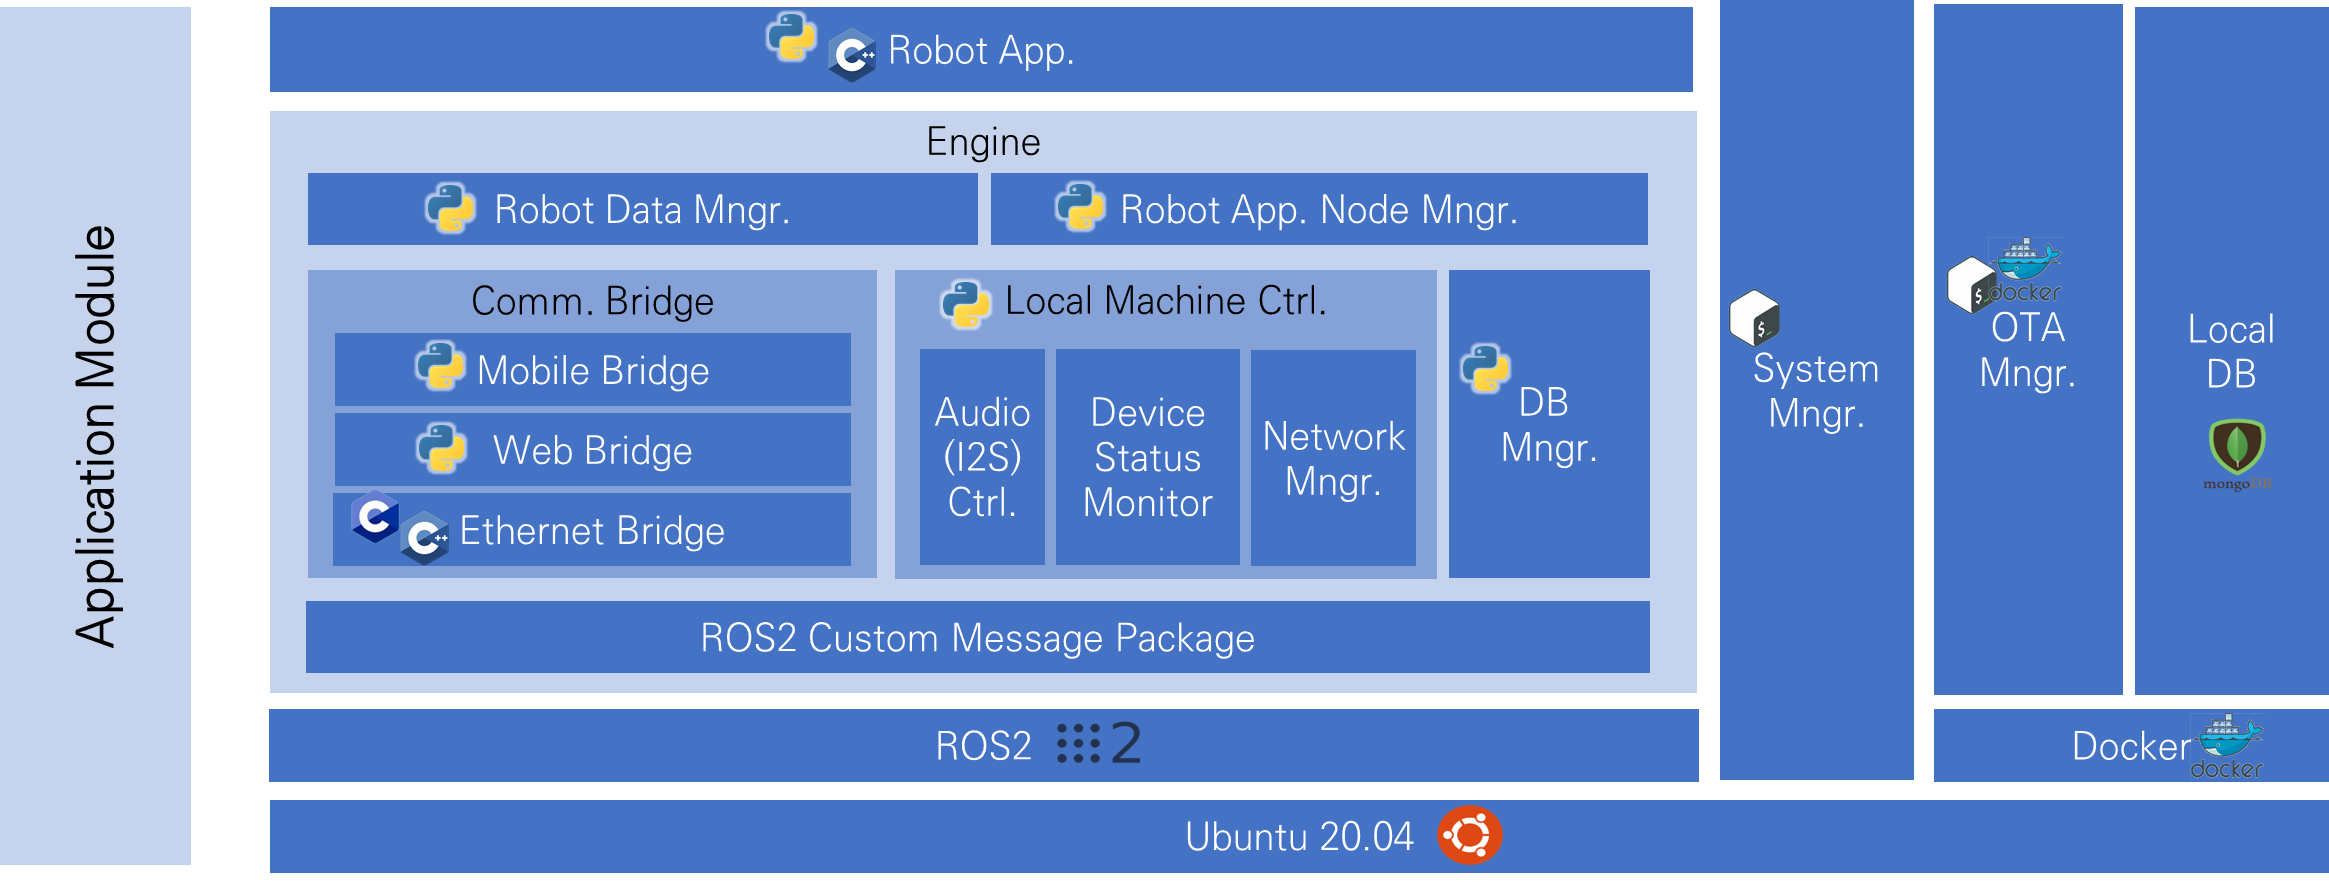 Application Module
Robot App.
Engine
Robot Data Mngr.
Robot App. Node Mngr.
Comm. Bridge
Mobile Bridge
Web Bridge
Ethernet Bridge
Local Machine Ctrl.
Audio
(I2S)
Ctrl.
Device
Status
Monitor
Network
Mngr.
DB
Mngr.
ROS2 Custom Message Package
ROS2 2
System
Mngr.
docker
OTA
Mngr.
Local
DB
mongoDB
Docker
docker
Ubuntu 20.04